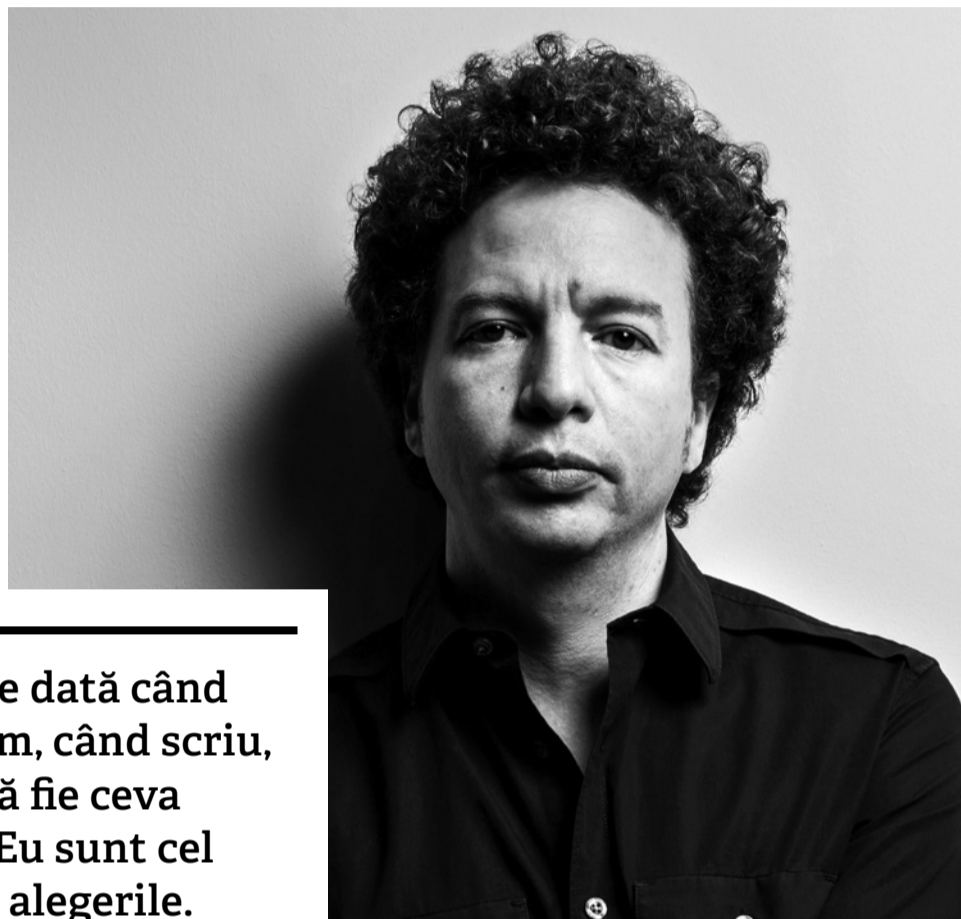 e dată când
m, când scriu,
ă fie ceva
Eu sunt cel
alegerile.